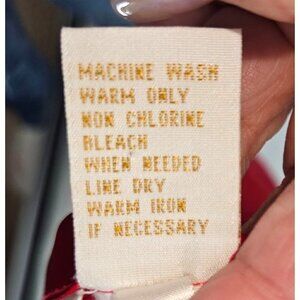 MACHINE WASH
WARM ONLY
NON CHLORINE
BLEACH
WHEN NEEDED
LINE DRY
WARM IRON
IF NECESSARY